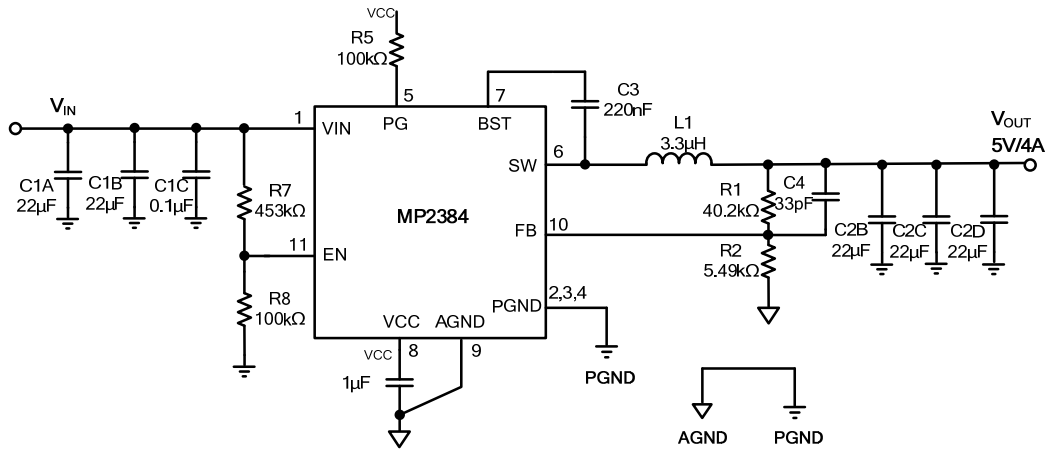 VCC
R5
100kΩ
5
7
C3
220nF
VIN
1
VIN
PG
BST
L1
3.3µH
VOUT
5V/4A
6
SW
C1A
22µF
C1B
22µF
C1C
0.1µF
R7
453kΩ
MP2384
R1
40.2kΩ
C4
33pF
FB
10
C2B
22µF
C2C
22µF
C2D
22µF
11
EN
R2
5.49kΩ
R8
100kΩ
PGND
2,3,4
VCC
AGND
VCC
8
9
1µF
PGND
AGND
PGND